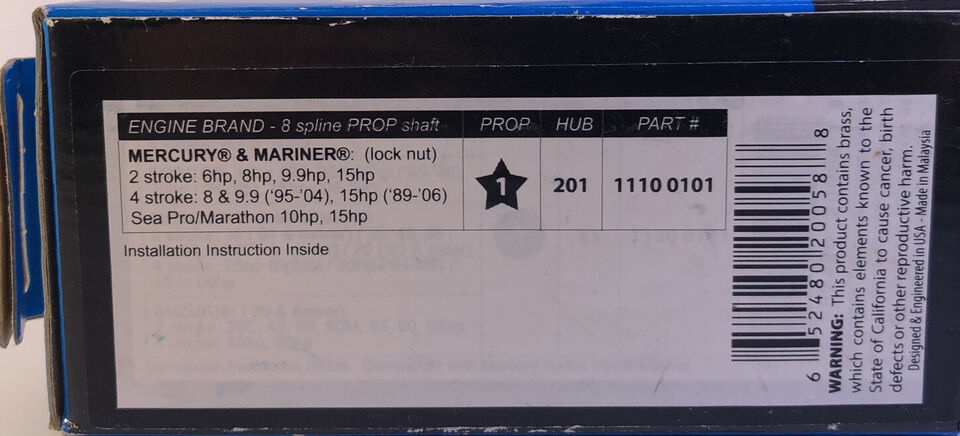 ENGINE BRAND - 8 spline PROP shaft PROP HUB PART #
MERCURY® & MARINER®: (lock nut)
2 stroke: 6hp, 8hp, 9.9hp, 15hp
4 stroke: 8 & 9.9 ('95-'04), 15hp ('89-'06)
Sea Pro/Marathon 10hp, 15hp
1 201 1110 0101
Installation Instruction Inside
6 52480 12005 8 8
WARNING: This product contains brass,
which contains elements known to the
State of California to cause cancer, birth
defects or other reproductive harm.
Designed & Engineered in USA - Made in Malaysia